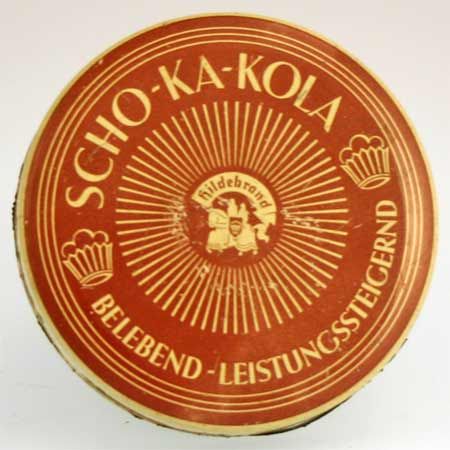 SCHO-KA-KOLA
Hildebrand
BELEBEND-LEISTUNGSSTEIGERND